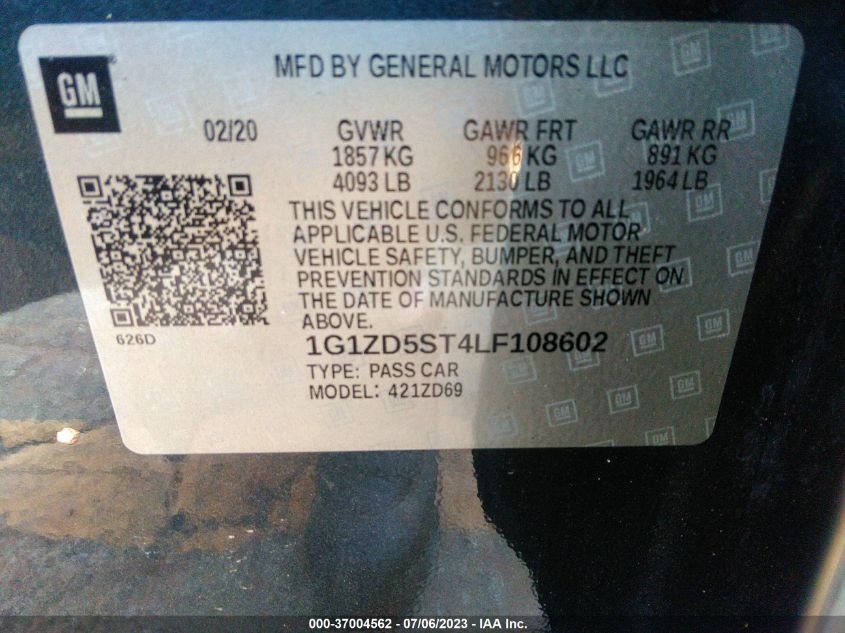 GM
MFD BY GENERAL MOTORS LLC
02/20 GVWR GAWR FRT GAWR RR
1857 KG 966 KG 891 KG
4093 LB 2130 LB 1964 LB
THIS VEHICLE CONFORMS TO ALL
APPLICABLE U.S. FEDERAL MOTOR
VEHICLE SAFETY, BUMPER, AND THEFT
PREVENTION STANDARDS IN EFFECT ON
THE DATE OF MANUFACTURE SHOWN
ABOVE.
626D
1G1ZD5ST4LF108602
TYPE: PASS CAR
MODEL: 421ZD69
000-37004562 / 07/06/2023 - IAA Inc.